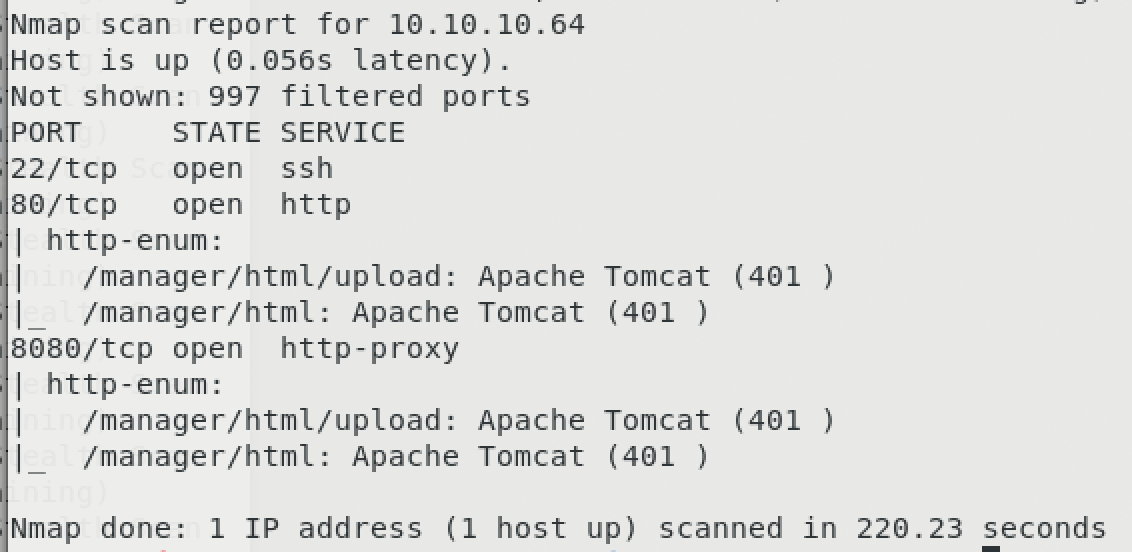 Nmap scan report for 10.10.10.64
Host is up (0.056s latency).
Not shown: 997 filtered ports
PORT     STATE SERVICE
22/tcp   open  ssh
80/tcp   open  http
| http-enum:
|   /manager/html/upload: Apache Tomcat (401 )
|_  /manager/html: Apache Tomcat (401 )
8080/tcp open  http-proxy
| http-enum:
|   /manager/html/upload: Apache Tomcat (401 )
|_  /manager/html: Apache Tomcat (401 )
Nmap done: 1 IP address (1 host up) scanned in 220.23 seconds